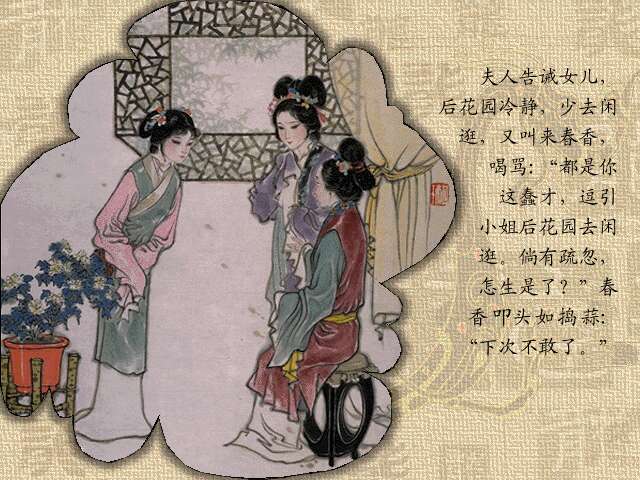 夫人告诫女儿，
后花园冷静，少去闲
逛，又叫来春香，
喝骂：“都是你
这蠢才，逗引
小姐后花园去闲
逛。倘有疏忽，
怎生是了？”春
香叩头如捣蒜：
“下次不敢了。”